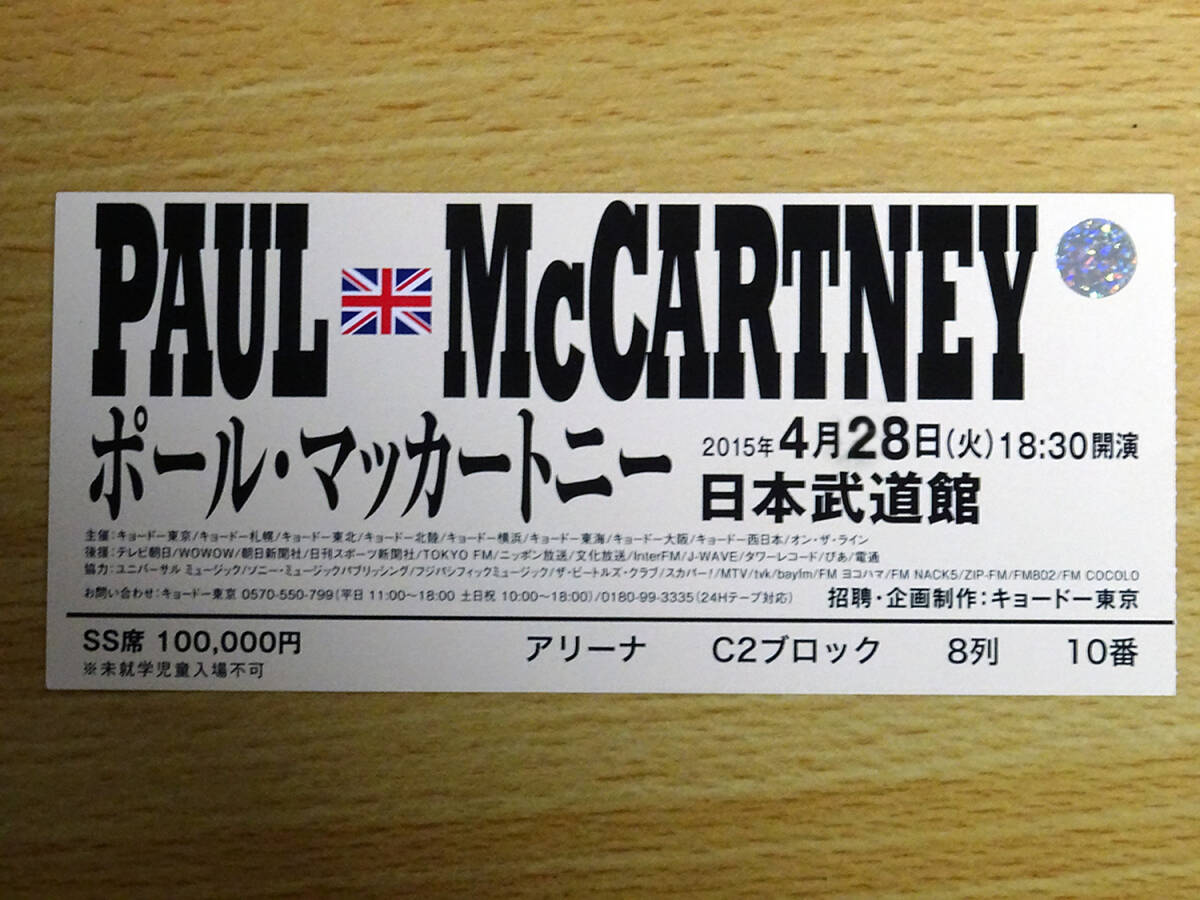 PAUL McCARTNEY
ポール・マッカートニー
2015年 4月28日(火)18:30開演
日本武道館
主催:キョードー東京/キョードー札幌/キョードー東北/キョードー北陸/キョードー横浜/キョードー東海/キョードー大阪/キョードー西日本/オン・ザ・ライン
後援:テレビ朝日/WOWOW/朝日新聞社/日刊スポーツ新聞社/TOKYO FM/ニッポン放送/文化放送/InterFM/J-WAVE/タワーレコード/ぴあ/電通
協力:ユニバーサル ミュージック/ソニー・ミュージックパブリッシング/フジパシフィックミュージック/ザ・ビートルズ・クラブ/スカパー!/MTV/tvk/bayfm/FM ヨコハマ/FM NACK5/ZIP-FM/FM802/FM COCOLO
お問い合わせ:キョードー東京 0570-550-799(平日 11:00〜18:00 土日祝 10:00〜18:00)/0180-99-3335(24Hテープ対応)
招聘・企画制作:キョードー東京
SS席 100,000円
アリーナ C2ブロック 8列 10番
※未就学児童入場不可